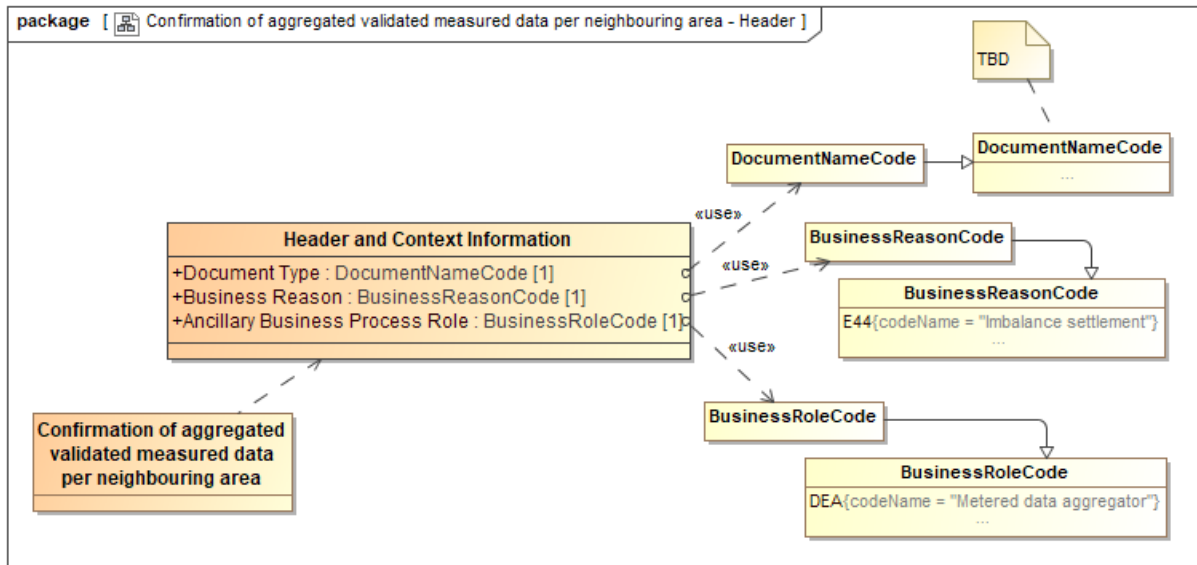 package [ Confirmation of aggregated validated measured data per neighbouring area - Header ]
TBD
DocumentNameCode
DocumentNameCode
...
«use»
Header and Context Information
+Document Type : DocumentNameCode [1]
+Business Reason : BusinessReasonCode [1]
+Ancillary Business Process Role : BusinessRoleCode [1]
«use»
BusinessReasonCode
BusinessReasonCode
E44{codeName = "Imbalance settlement"}
...
«use»
BusinessRoleCode
BusinessRoleCode
DEA{codeName = "Metered data aggregator"}
...
Confirmation of aggregated
validated measured data
per neighbouring area